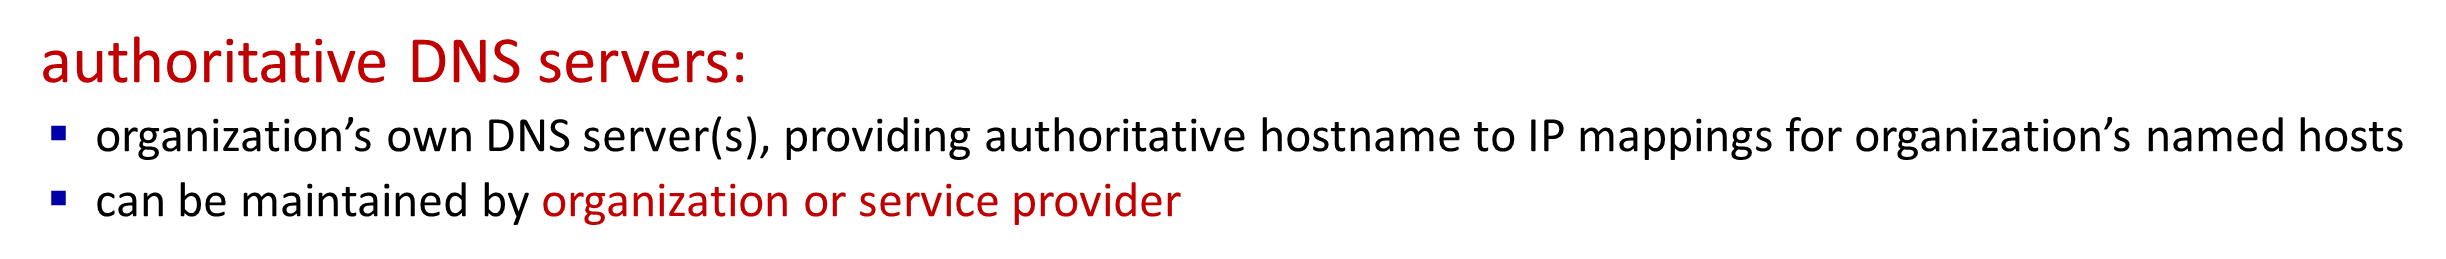 authoritative DNS servers:
▪ organization’s own DNS server(s), providing authoritative hostname to IP mappings for organization’s named hosts
▪ can be maintained by organization or service provider